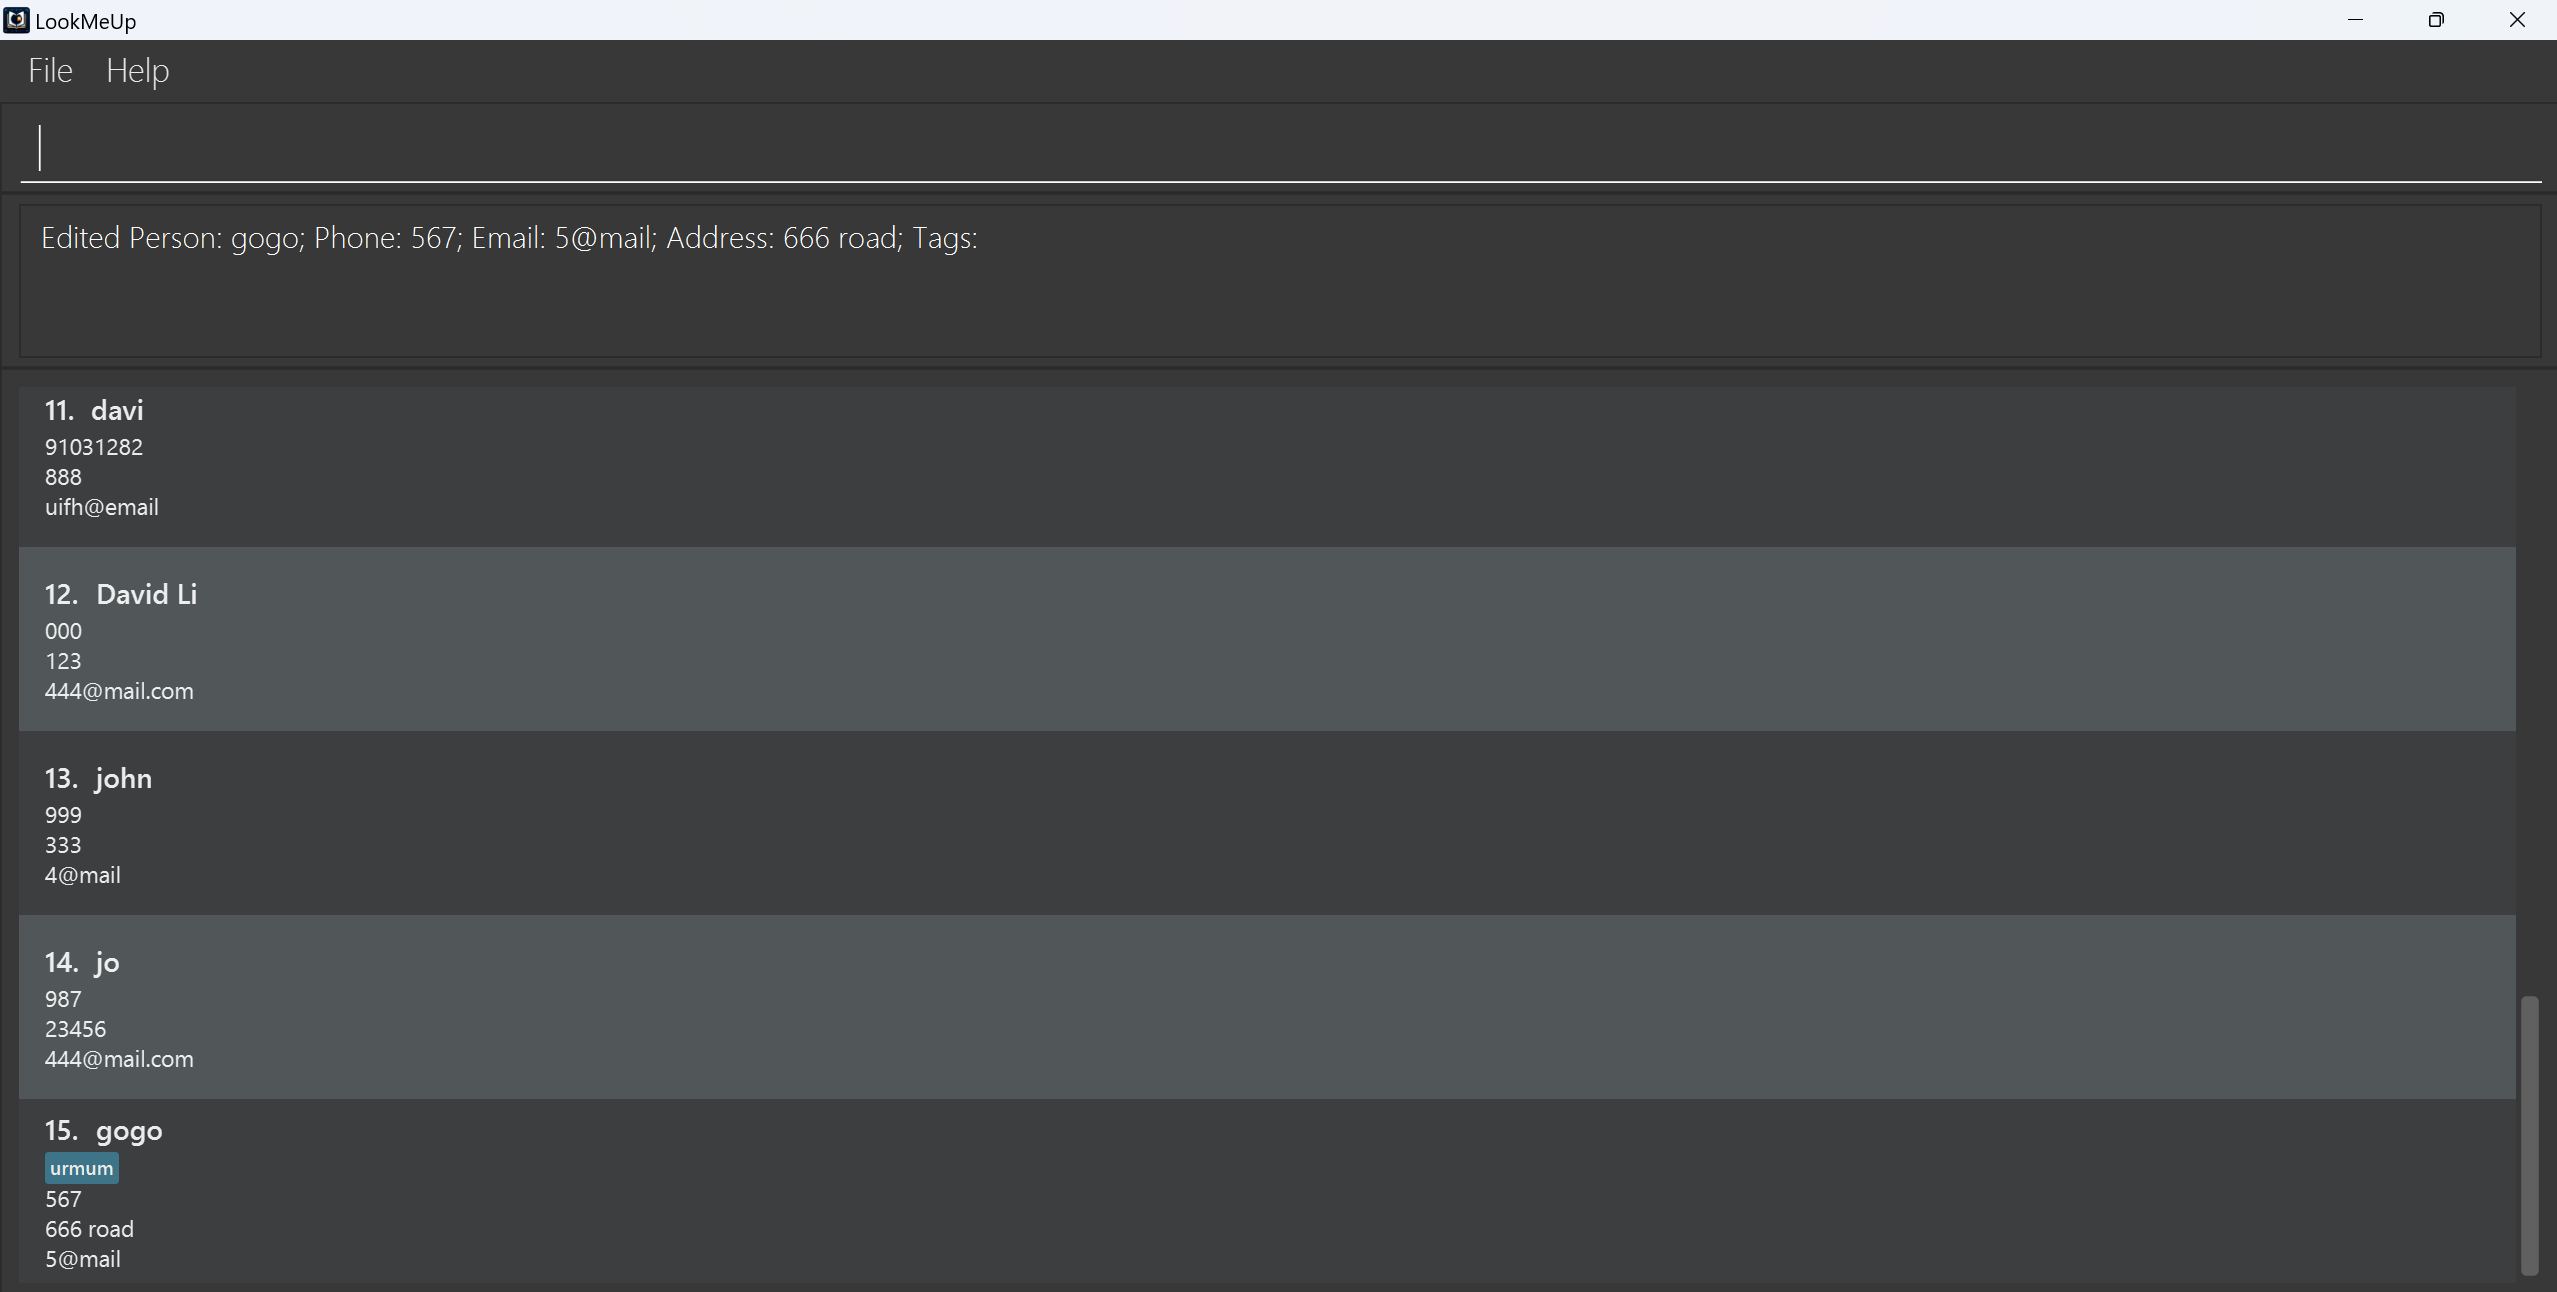 LookMeUp
File Help
Edited Person: gogo; Phone: 567; Email: 5@mail; Address: 666 road; Tags:
11. davi
91031282
888
uifh@email
12. David Li
000
123
444@mail.com
13. john
999
333
4@mail
14. jo
987
23456
444@mail.com
15. gogo
urmum
567
666 road
5@mail